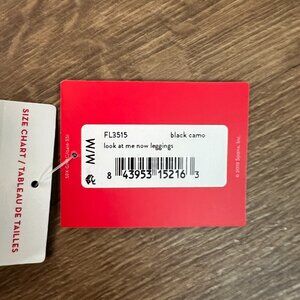 SIZE CHART / TABLEAU DE TAILLES
M/M
FL3515 black camo
look at me now leggings
8 43953 15216 3